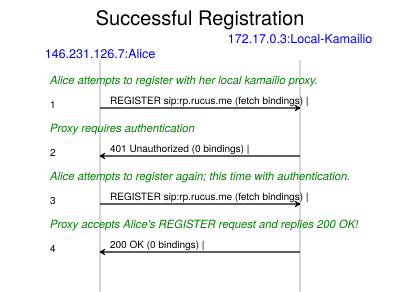 Successful Registration
172.17.0.3:Local-Kamailio
146.231.126.7:Alice
Alice attempts to register with her local kamailio proxy.
1 REGISTER sip:rp.rucus.me (fetch bindings) |
Proxy requires authentication
2 401 Unauthorized (0 bindings) |
Alice attempts to register again; this time with authentication.
3 REGISTER sip:rp.rucus.me (fetch bindings) |
Proxy accepts Alice's REGISTER request and replies 200 OK!
4 200 OK (0 bindings) |